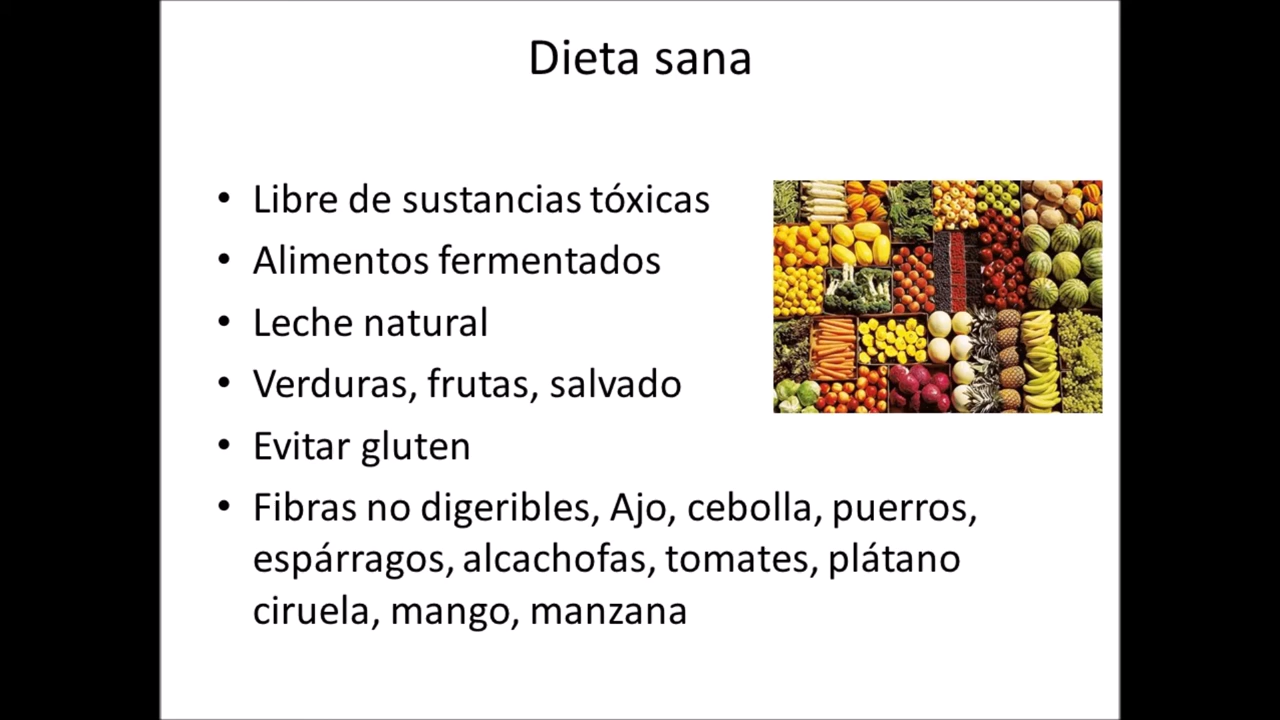 Dieta sana
• Libre de sustancias tóxicas
• Alimentos fermentados
• Leche natural
• Verduras, frutas, salvado
• Evitar gluten
• Fibras no digeribles, Ajo, cebolla, puerros,
espárragos, alcachofas, tomates, plátano
ciruela, mango, manzana